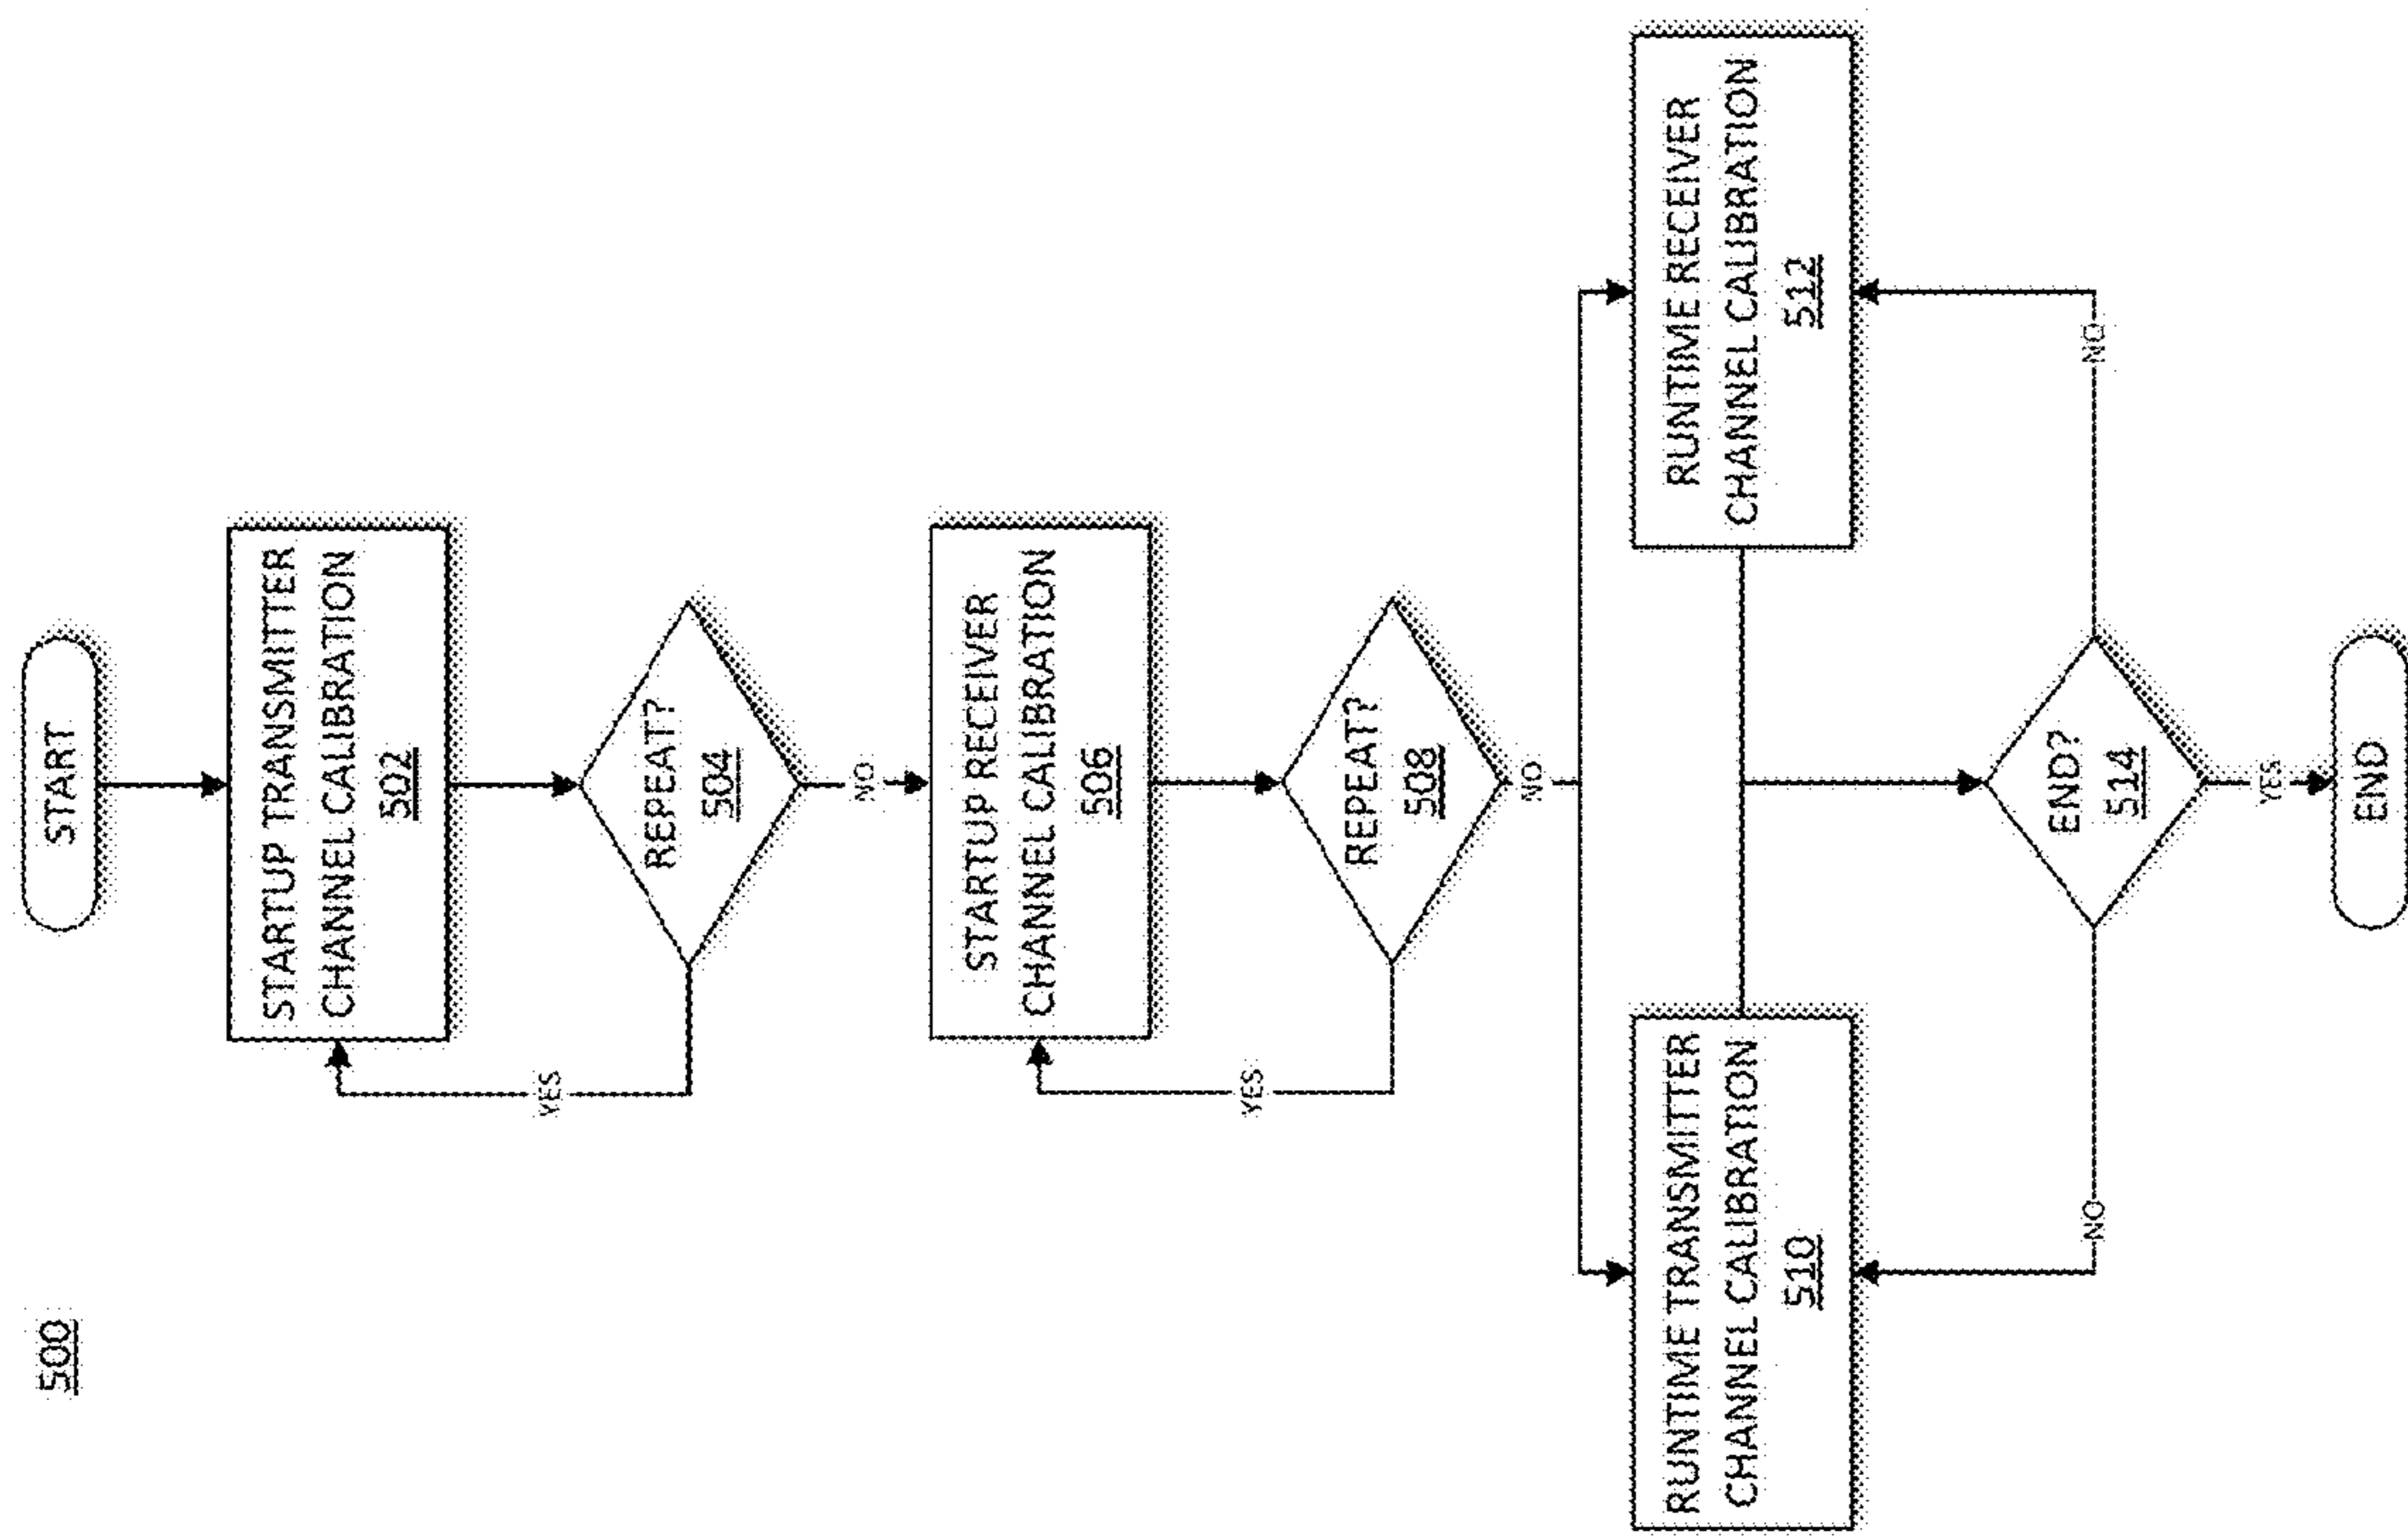 500
START
STARTUP TRANSMITTER
CHANNEL CALIBRATION
502
REPEAT?
504
YES
NO
STARTUP RECEIVER
CHANNEL CALIBRATION
506
REPEAT?
508
YES
NO
RUNTIME TRANSMITTER
CHANNEL CALIBRATION
510
RUNTIME RECEIVER
CHANNEL CALIBRATION
512
END?
514
NO
NO
YES
END